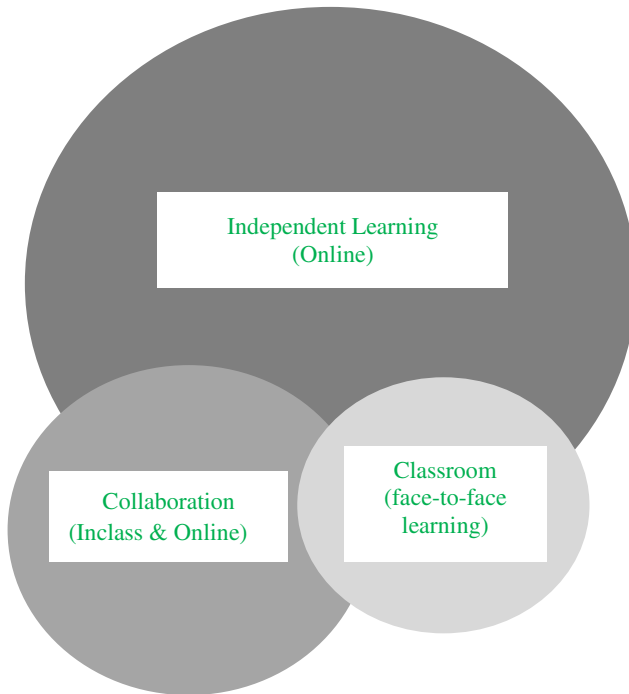 Independent Learning
(Online)
Collaboration
(Inclass & Online)
Classroom
(face-to-face
learning)